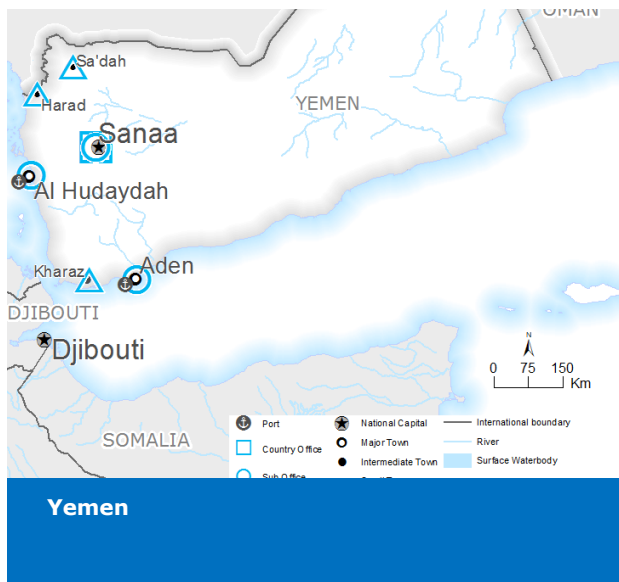 OMAN
Sa'dah
Harad
YEMEN
Sanaa
Al Hudaydah
Kharaz
Aden
DJIBOUTI
Djibouti
N
0 75 150
Km
SOMALIA
Port
National Capital
International boundary
Country Office
Major Town
River
Intermediate Town
Surface Waterbody
Sub Office
Yemen